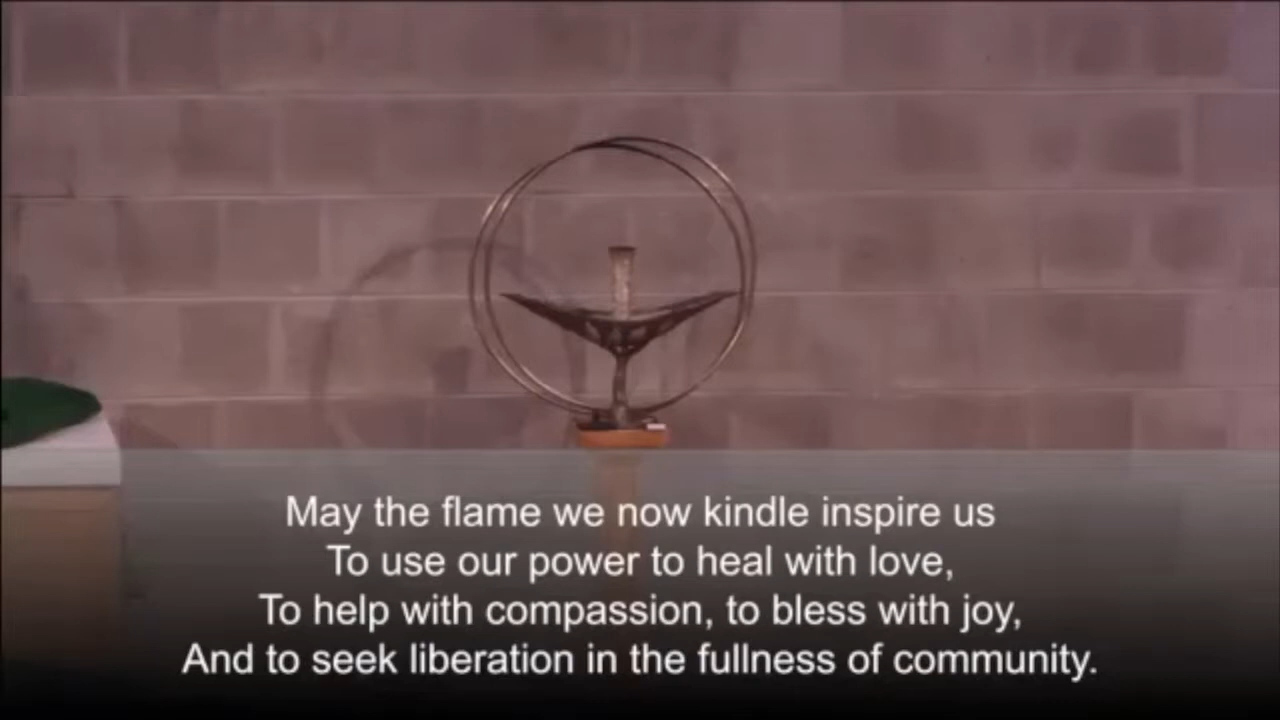 May the flame we now kindle inspire us
To use our power to heal with love,
To help with compassion, to bless with joy,
And to seek liberation in the fullness of community.